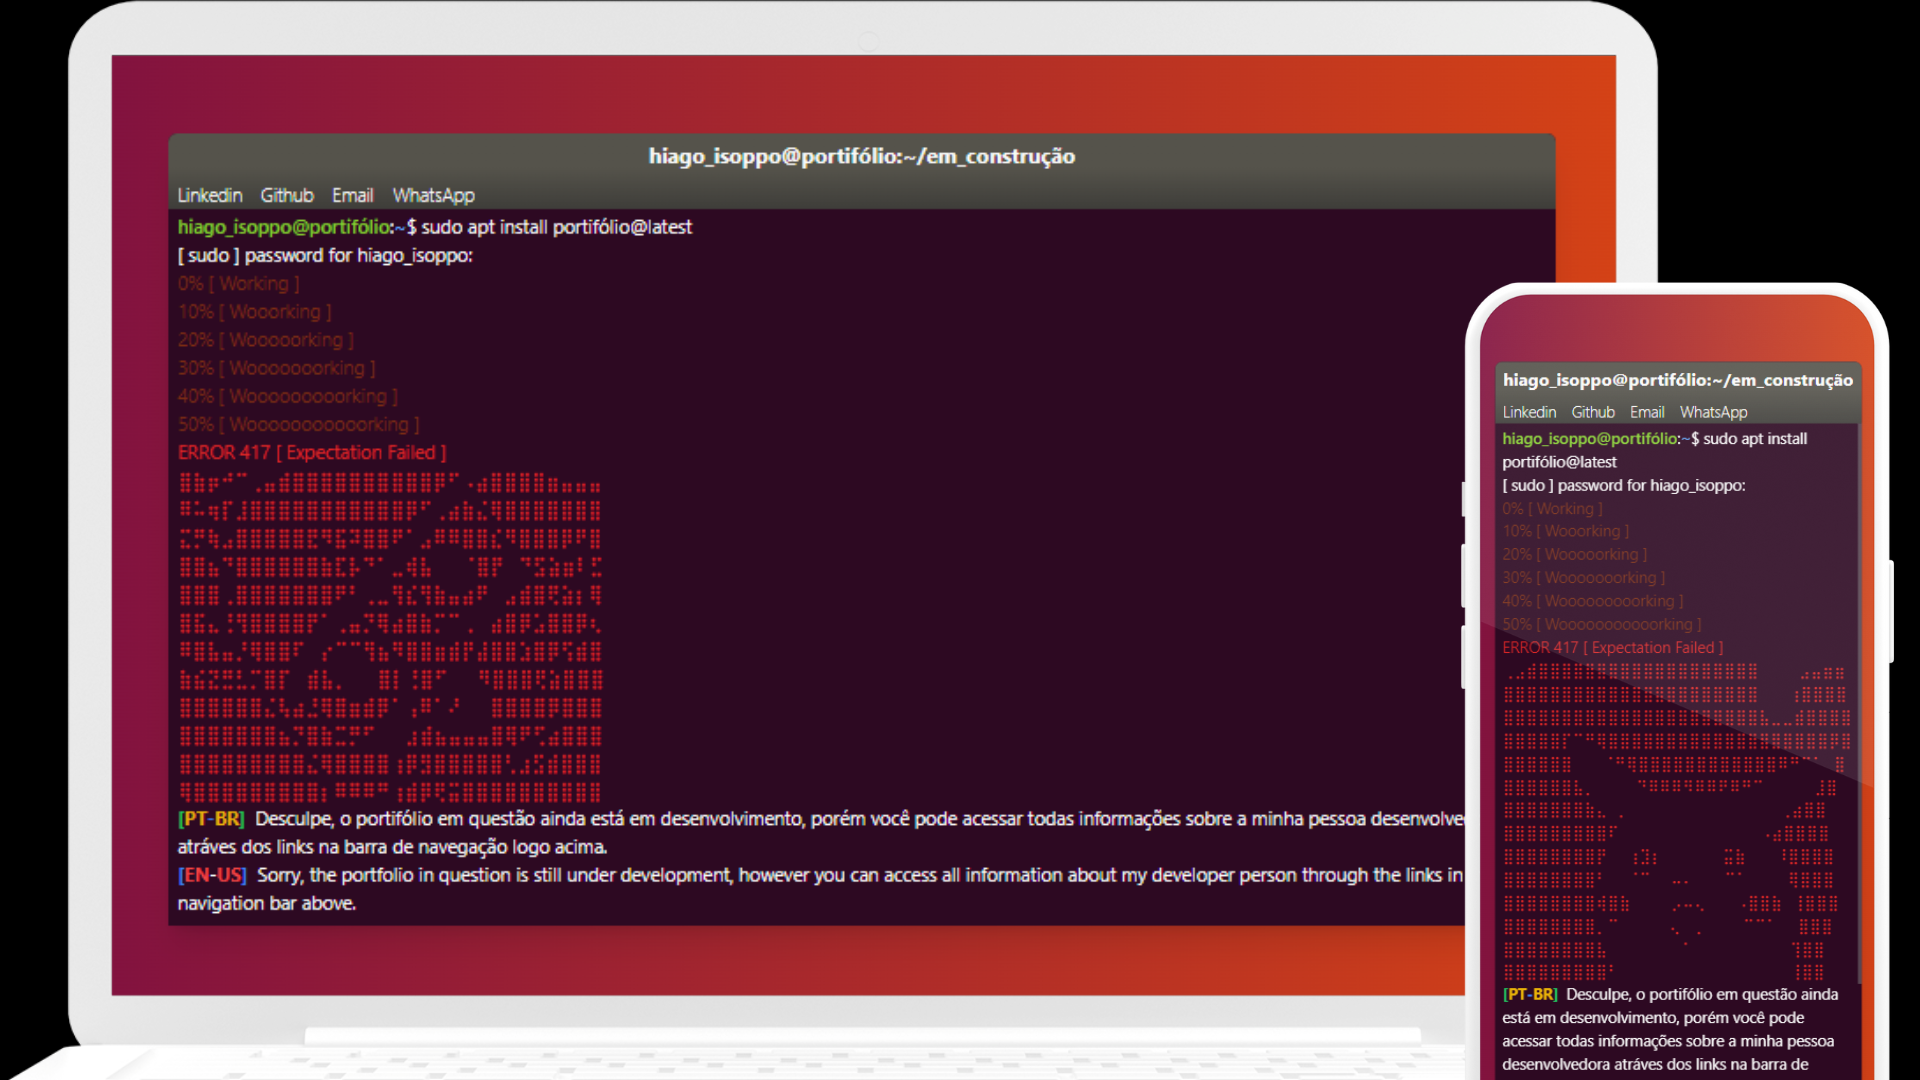 hiago_isoppo@portifólio:~/em_construção
Linkedin Github Email WhatsApp
hiago_isoppo@portifólio:~$ sudo apt install portifólio@latest
[ sudo ] password for hiago_isoppo:
0% [ Working ]
10% [ Wooorking ]
20% [ Wooooorking ]
30% [ Wooooooorking ]
40% [ Wooooooooorking ]
50% [ Wooooooooooorking ]
ERROR 417 [ Expectation Failed ]
[PT-BR] Desculpe, o portifólio em questão ainda está em desenvolvimento, porém você pode acessar todas informações sobre a minha pessoa
atráves dos links na barra de navegação logo acima.
[EN-US] Sorry, the portfolio in question is still under development, however you can access all information about my developer person through the links in
navigation bar above.
hiago_isoppo@portifólio:~/em_construção
Linkedin Github Email WhatsApp
hiago_isoppo@portifólio:~$ sudo apt install
portifólio@latest
[ sudo ] password for hiago_isoppo:
0% [ Working ]
10% [ Wooorking ]
20% [ Wooooorking ]
30% [ Wooooooorking ]
40% [ Wooooooooorking ]
50% [ Wooooooooooorking ]
ERROR 417 [ Expectation Failed ]
[PT-BR] Desculpe, o portifólio em questão ainda
está em desenvolvimento, porém você pode
acessar todas informações sobre a minha pessoa
desenvolvedora atráves dos links na barra de